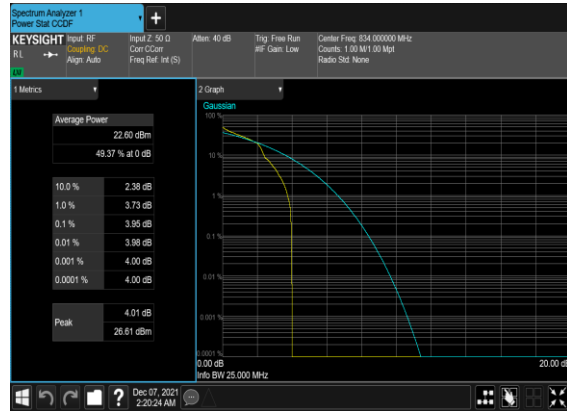 Spectrum Analyzer 1
Power Stat CCDF
+
KEYSIGHT
R L
Input: RF
Coupling: DC
Align: Auto
Input Z: 50 Ω
Corr CCorr
Freq Ref: Int (S)
Atten: 40 dB
Trig: Free Run
#IF Gain: Low
Center Freq: 834.000000 MHz
Counts: 1.00 M/1.00 Mpt
Radio Std: None
1 Metrics
Average Power
22.60 dBm
49.37 % at 0 dB
10.0 % 2.38 dB
1.0 % 3.73 dB
0.1 % 3.95 dB
0.01 % 3.98 dB
0.001 % 4.00 dB
0.0001 % 4.00 dB
Peak
4.01 dB
26.61 dBm
2 Graph
Gaussian
100 %
10 %
1 %
0.1 %
0.01 %
0.001 %
0.0001 %
0.00 dB 20.00 dB
Info BW 25.000 MHz
?
Dec 07, 2021
2:20:24 AM